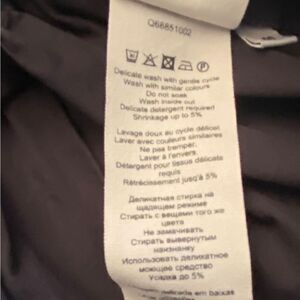 Q66851002
Delicate wash with gentle cycle
Wash with similar colours
Do not soak
Wash inside out
Delicate detergent required
Shrinkage up to 5%
Lavage doux au cycle délicat
Laver avec couleurs similaires
Ne pas tremper.
Laver à l'envers.
Détergent pour tissus délicats
requis
Rétrécissement jusqu'à 5%
Деликатная стирка на
щадящем режиме
Стирать с вещами того же
цвета
Не замачивать
Стирать вывернутым
наизнанку
Использовать деликатное
моющее средство
Усадка до 5%
delicada em baixas